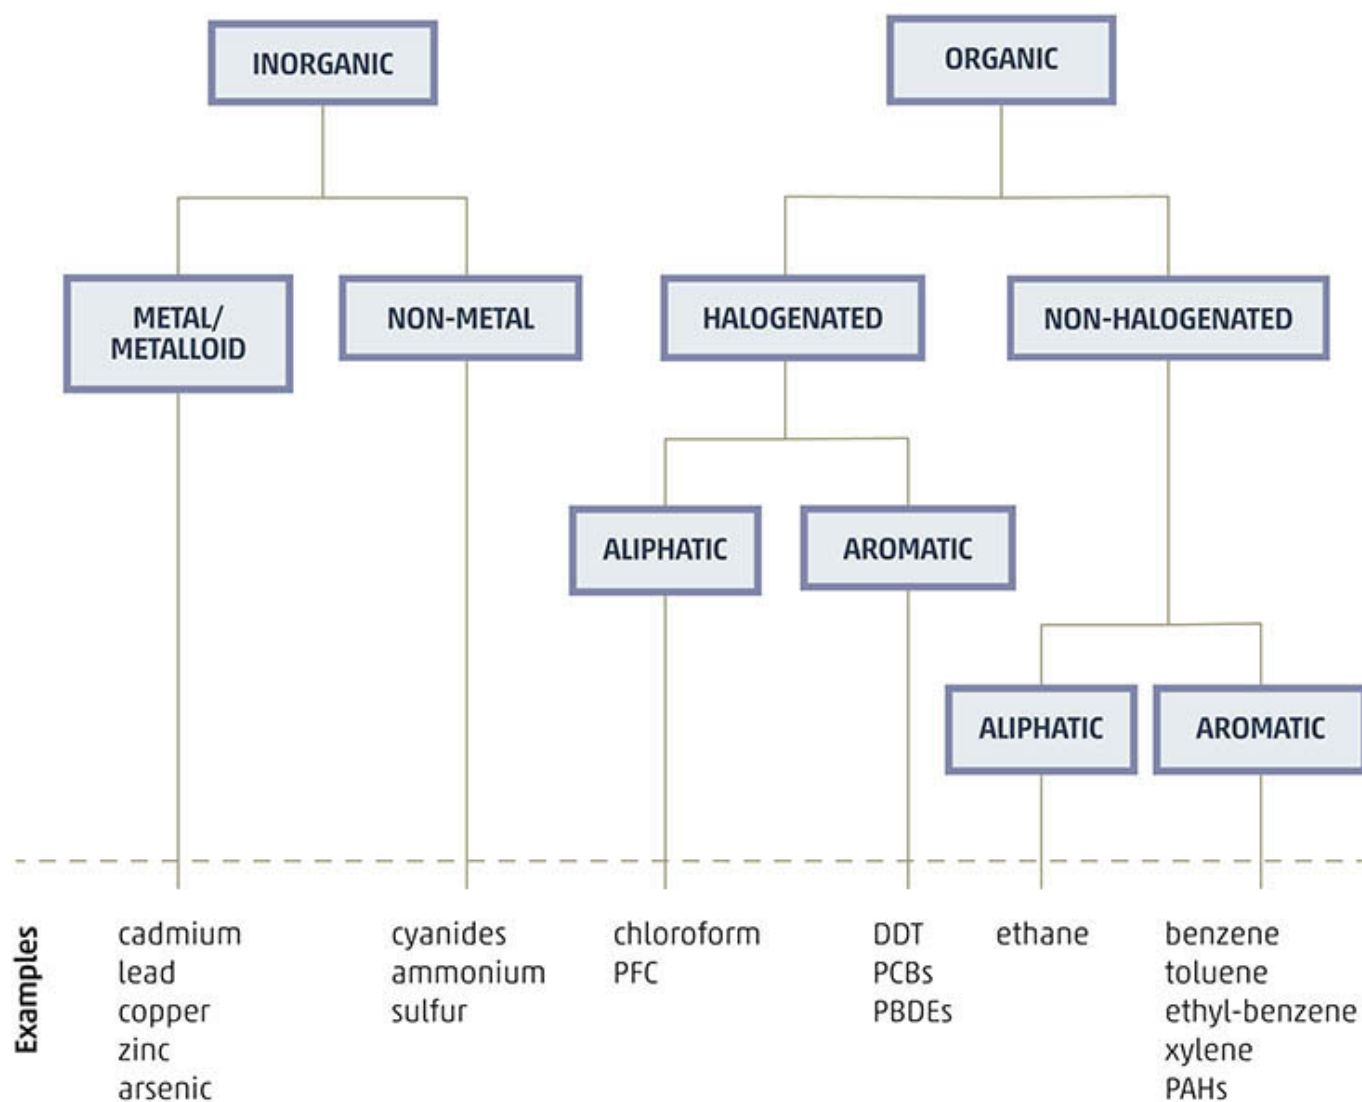 INORGANIC
ORGANIC
METAL/
METALLOID
NON-METAL
HALOGENATED
NON-HALOGENATED
ALIPHATIC
AROMATIC
ALIPHATIC
AROMATIC
Examples
cadmium
lead
copper
zinc
arsenic
cyanides
ammonium
sulfur
chloroform
PFC
DDT
PCBs
PBDEs
ethane
benzene
toluene
ethyl-benzene
xylene
PAHs